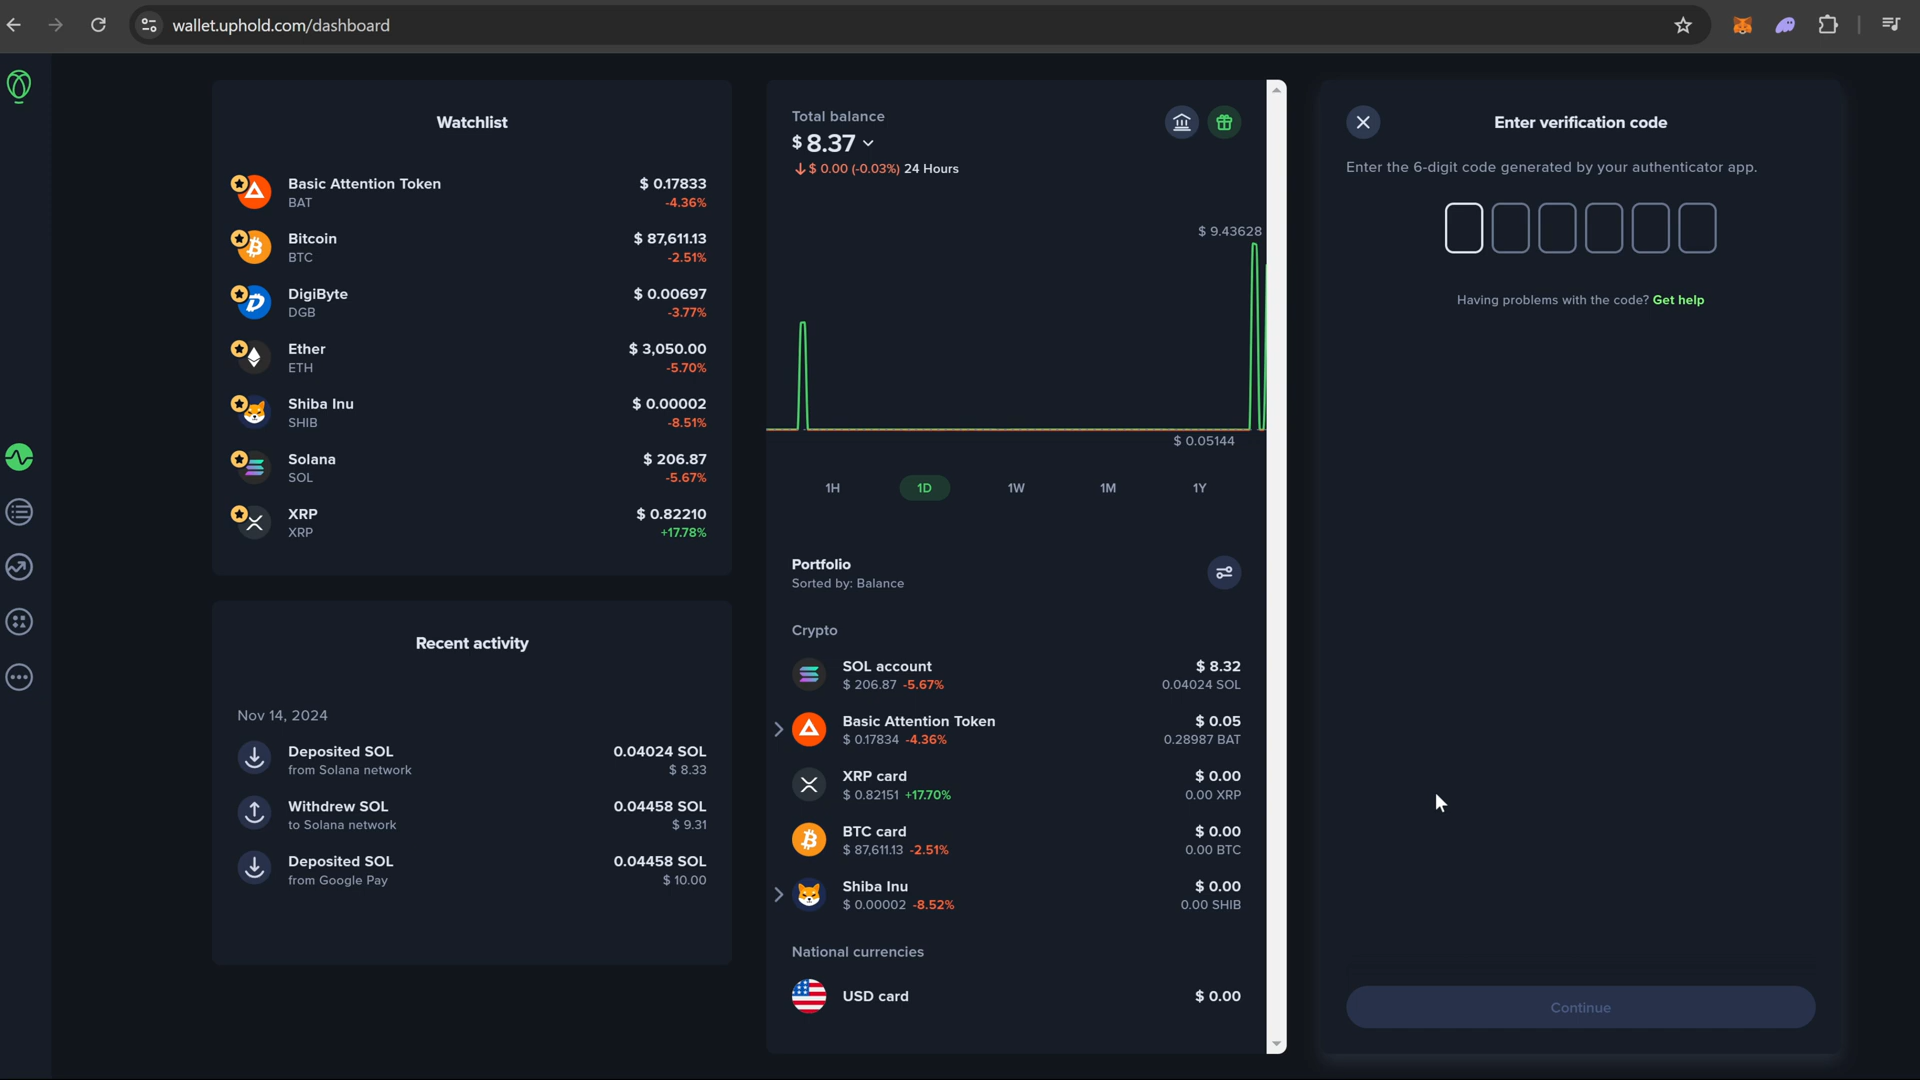 wallet.uphold.com/dashboard
Watchlist
Basic Attention Token
$ 0.17833
BAT
-4.36%
Bitcoin
$ 87,611.13
BTC
-2.51%
DigiByte
$ 0.00697
DGB
-3.77%
Ether
$ 3,050.00
ETH
-5.70%
Shiba Inu
$ 0.00002
SHIB
-8.51%
Solana
$ 206.87
SOL
-5.67%
XRP
$ 0.82210
XRP
+17.78%
Recent activity
Nov 14, 2024
Deposited SOL
0.04024 SOL
from Solana network
$ 8.33
Withdrew SOL
0.04458 SOL
to Solana network
$ 9.31
Deposited SOL
0.04458 SOL
from Google Pay
$ 10.00
Total balance
$ 8.37
$ 0.00 (-0.03%) 24 Hours
$ 9.43628
$ 0.05144
1H 1D 1W 1M 1Y
Portfolio
Sorted by: Balance
Crypto
SOL account
$ 8.32
$ 206.87 -5.67%
0.04024 SOL
Basic Attention Token
$ 0.05
$ 0.17834 -4.36%
0.28987 BAT
XRP card
$ 0.00
$ 0.82151 +17.70%
0.00 XRP
BTC card
$ 0.00
$ 87,611.13 -2.51%
0.00 BTC
Shiba Inu
$ 0.00
$ 0.00002 -8.52%
0.00 SHIB
National currencies
USD card
$ 0.00
Enter verification code
Enter the 6-digit code generated by your authenticator app.
Having problems with the code? Get help
Continue